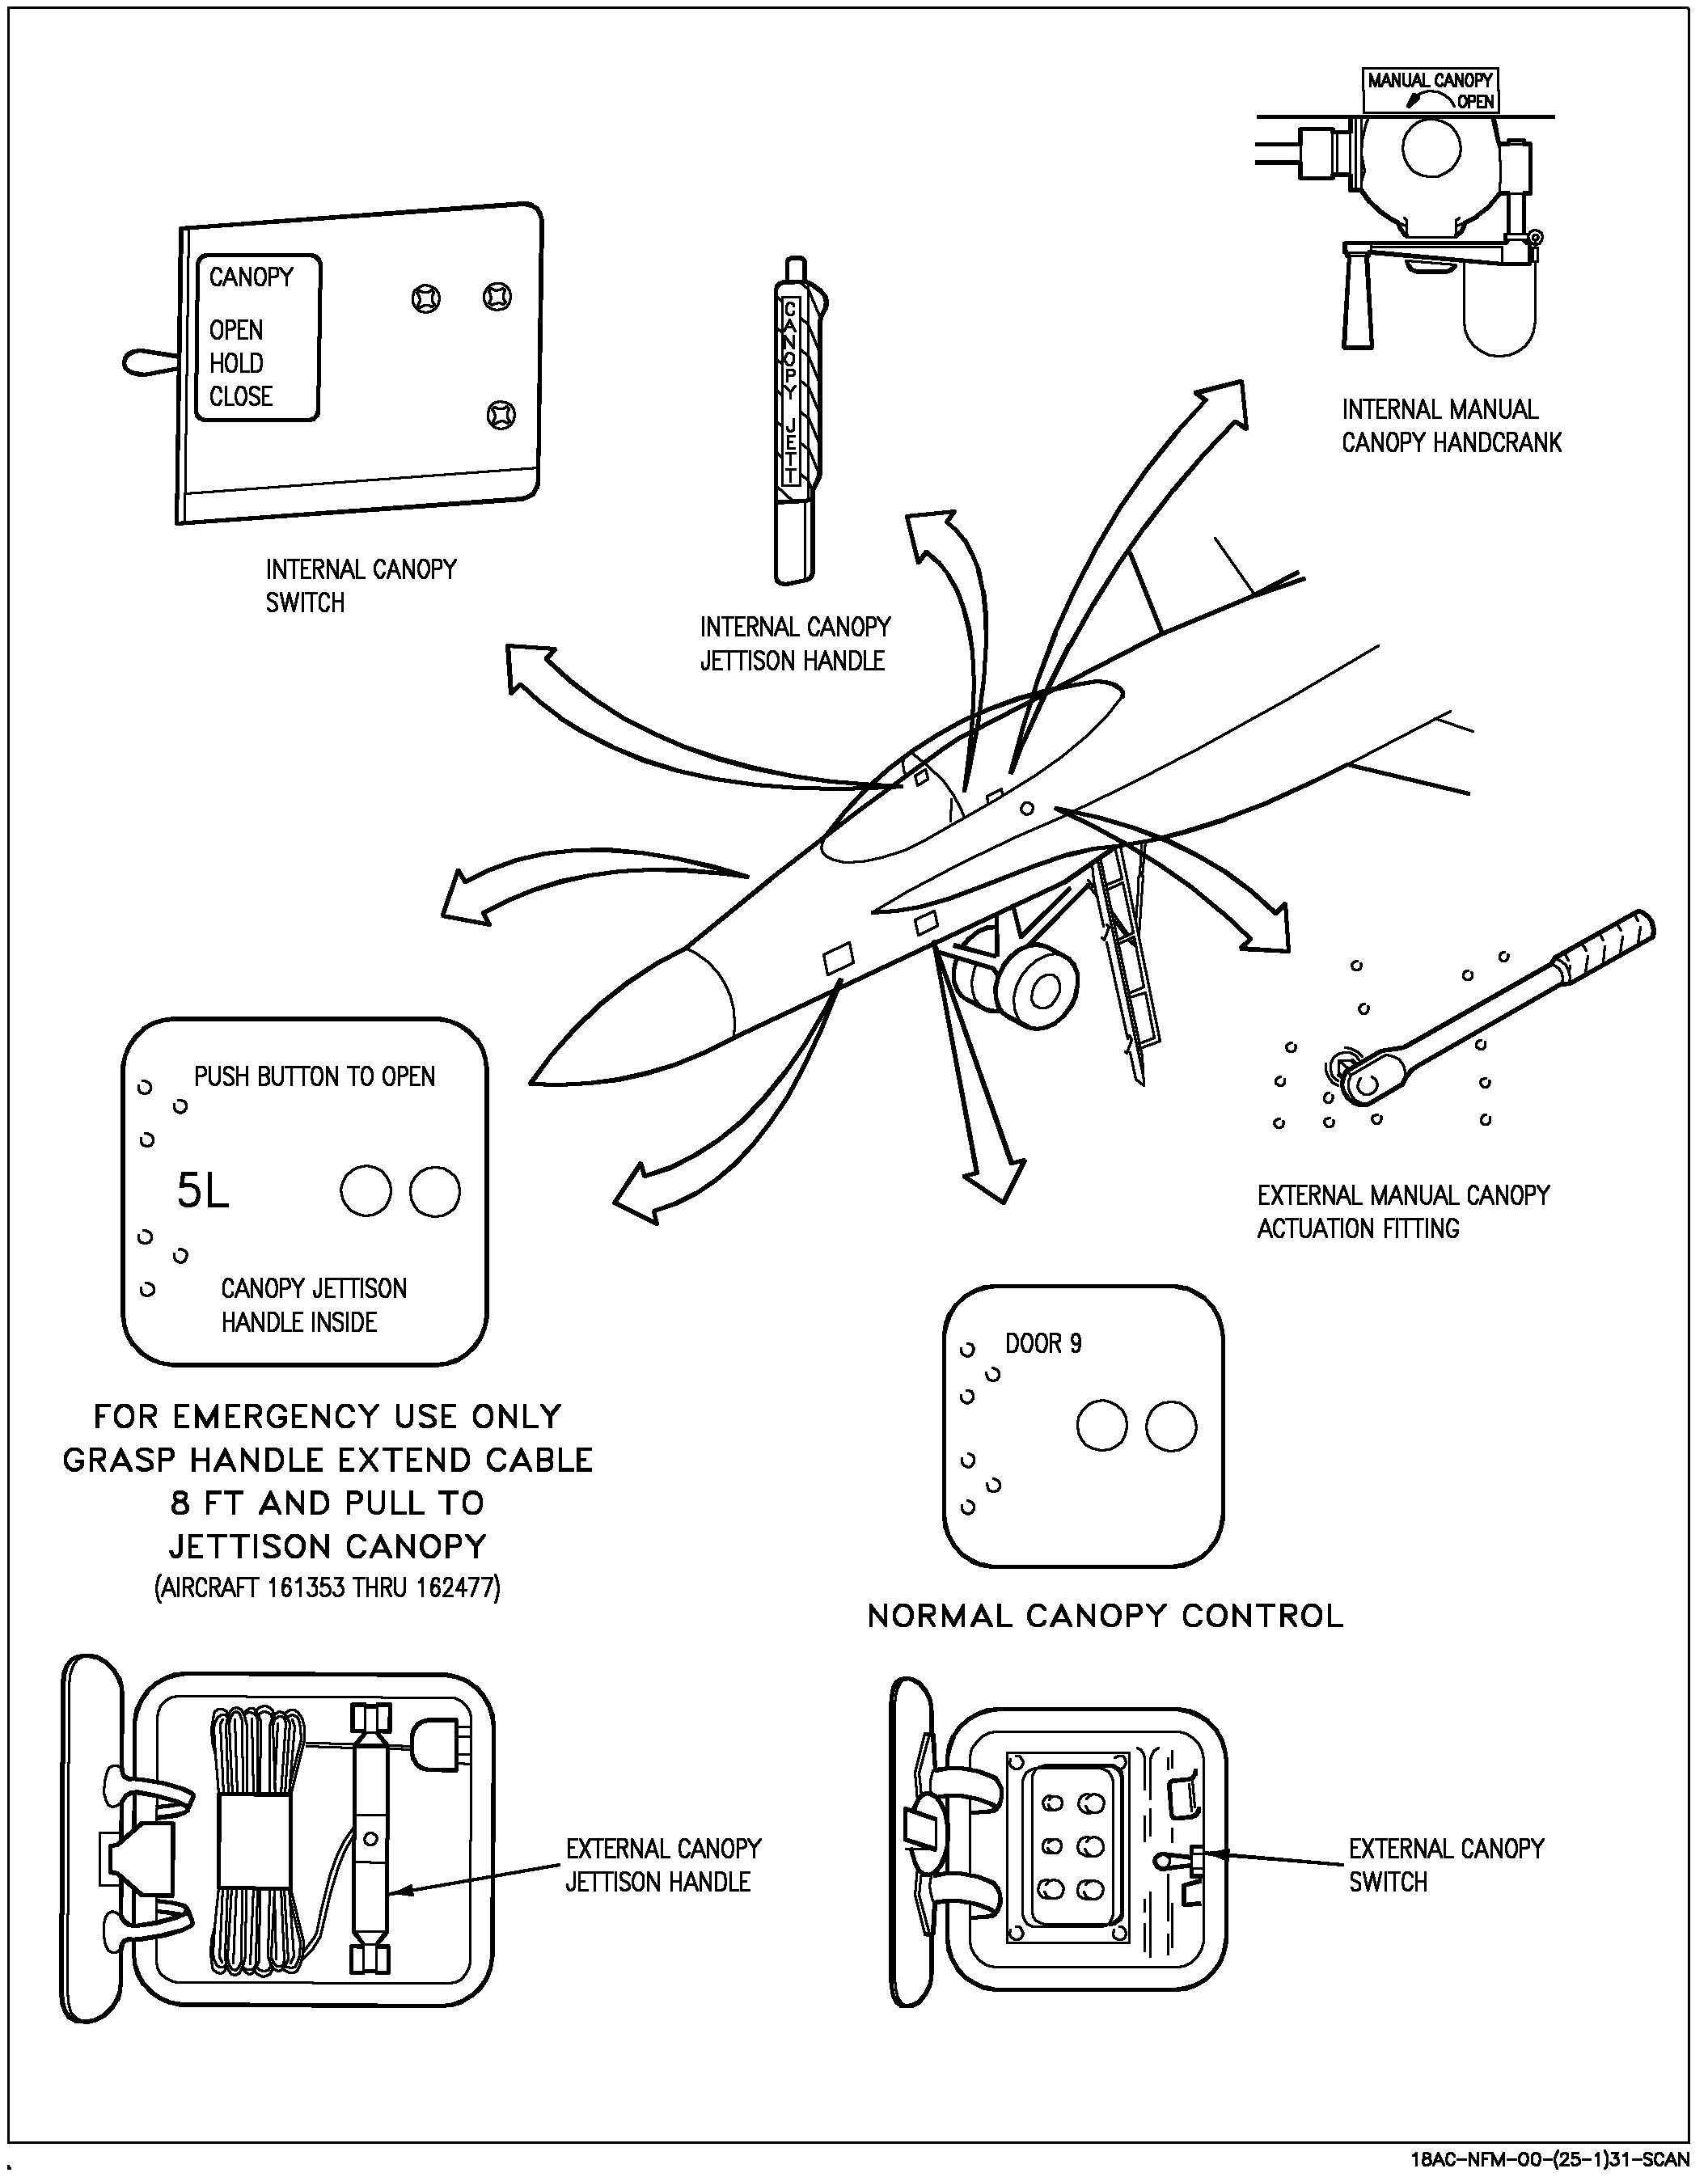 MANUAL CANOPY
OPEN
INTERNAL MANUAL
CANOPY HANDCRANK
CANOPY
OPEN
HOLD
CLOSE
INTERNAL CANOPY
SWITCH
CANOPY JETT
INTERNAL CANOPY
JETTISON HANDLE
PUSH BUTTON TO OPEN
5L
CANOPY JETTISON
HANDLE INSIDE
EXTERNAL MANUAL CANOPY
ACTUATION FITTING
FOR EMERGENCY USE ONLY
GRASP HANDLE EXTEND CABLE
8 FT AND PULL TO
JETTISON CANOPY
(AIRCRAFT 161353 THRU 162477)
DOOR 9
NORMAL CANOPY CONTROL
EXTERNAL CANOPY
JETTISON HANDLE
EXTERNAL CANOPY
SWITCH
18AC-NFM-00-(25-1)31-SCAN